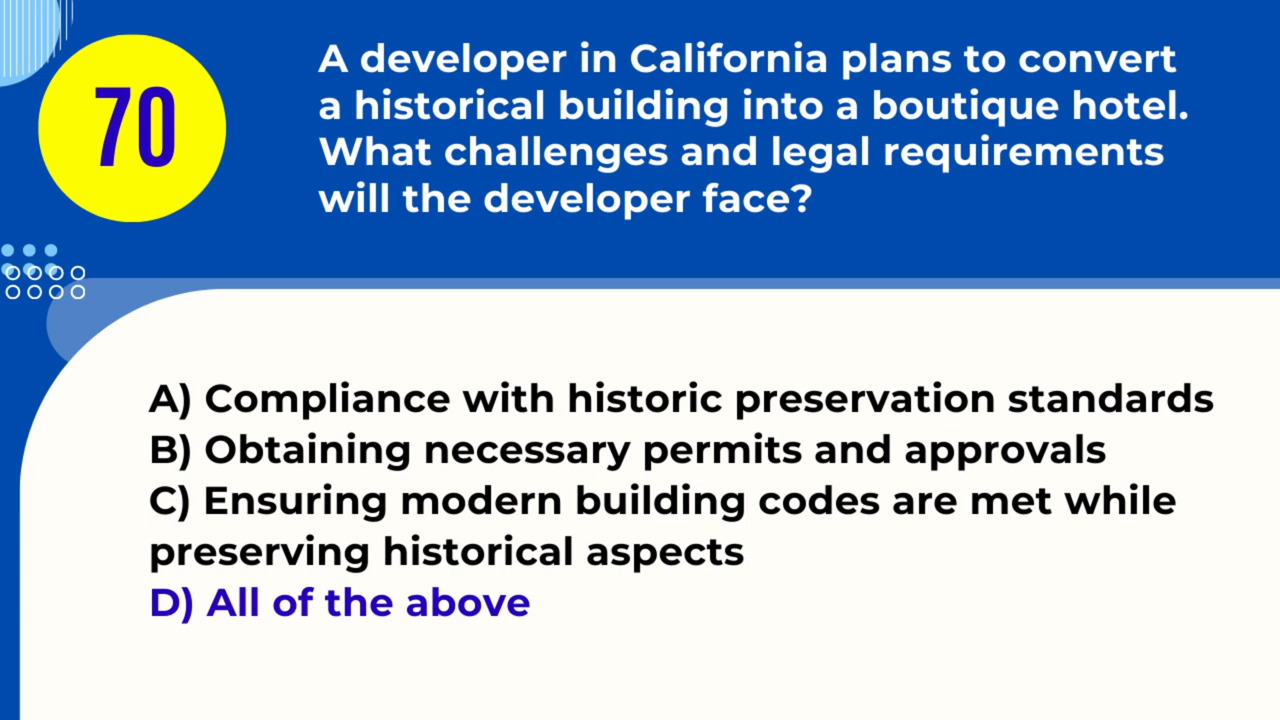 70
A developer in California plans to convert
a historical building into a boutique hotel.
What challenges and legal requirements
will the developer face?
A) Compliance with historic preservation standards
B) Obtaining necessary permits and approvals
C) Ensuring modern building codes are met while
preserving historical aspects
D) All of the above